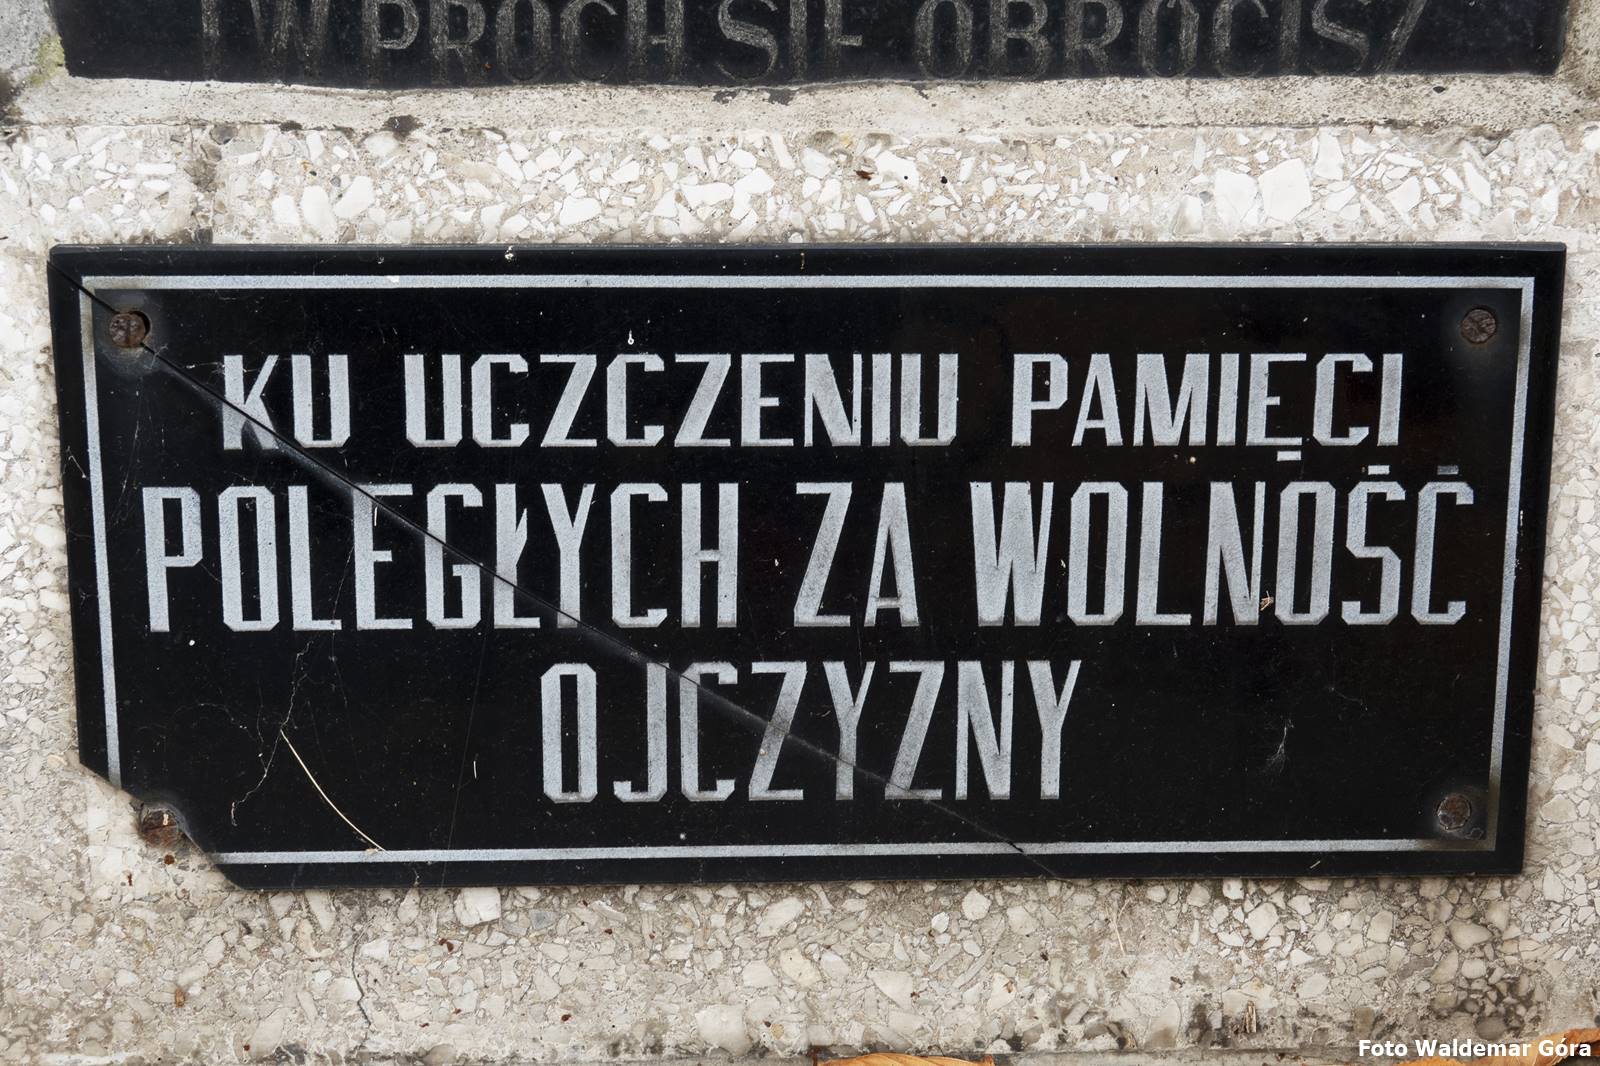 I W PROCH SIĘ OBRÓCISZ
KU UCZCZENIU PAMIĘCI
POLEGŁYCH ZA WOLNOŚĆ
OJCZYZNY
Foto Waldemar Góra